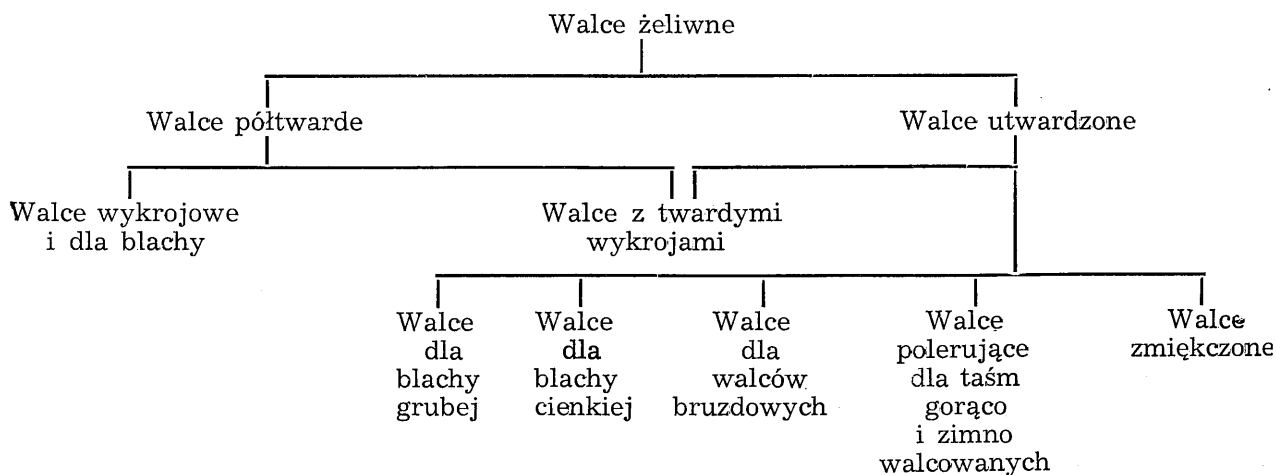 Walce żeliwne
Walce półtwarde
Walce utwardzone
Walce wykrojowe
i dla blachy
Walce z twardymi
wykrojami
Walce
dla
blachy
grubej
Walce
dla
blachy
cienkiej
Walce
dla
walców
bruzdowych
Walce
polerujące
dla taśm
gorąco
i zimno
walcowanych
Walce
zmiękczone